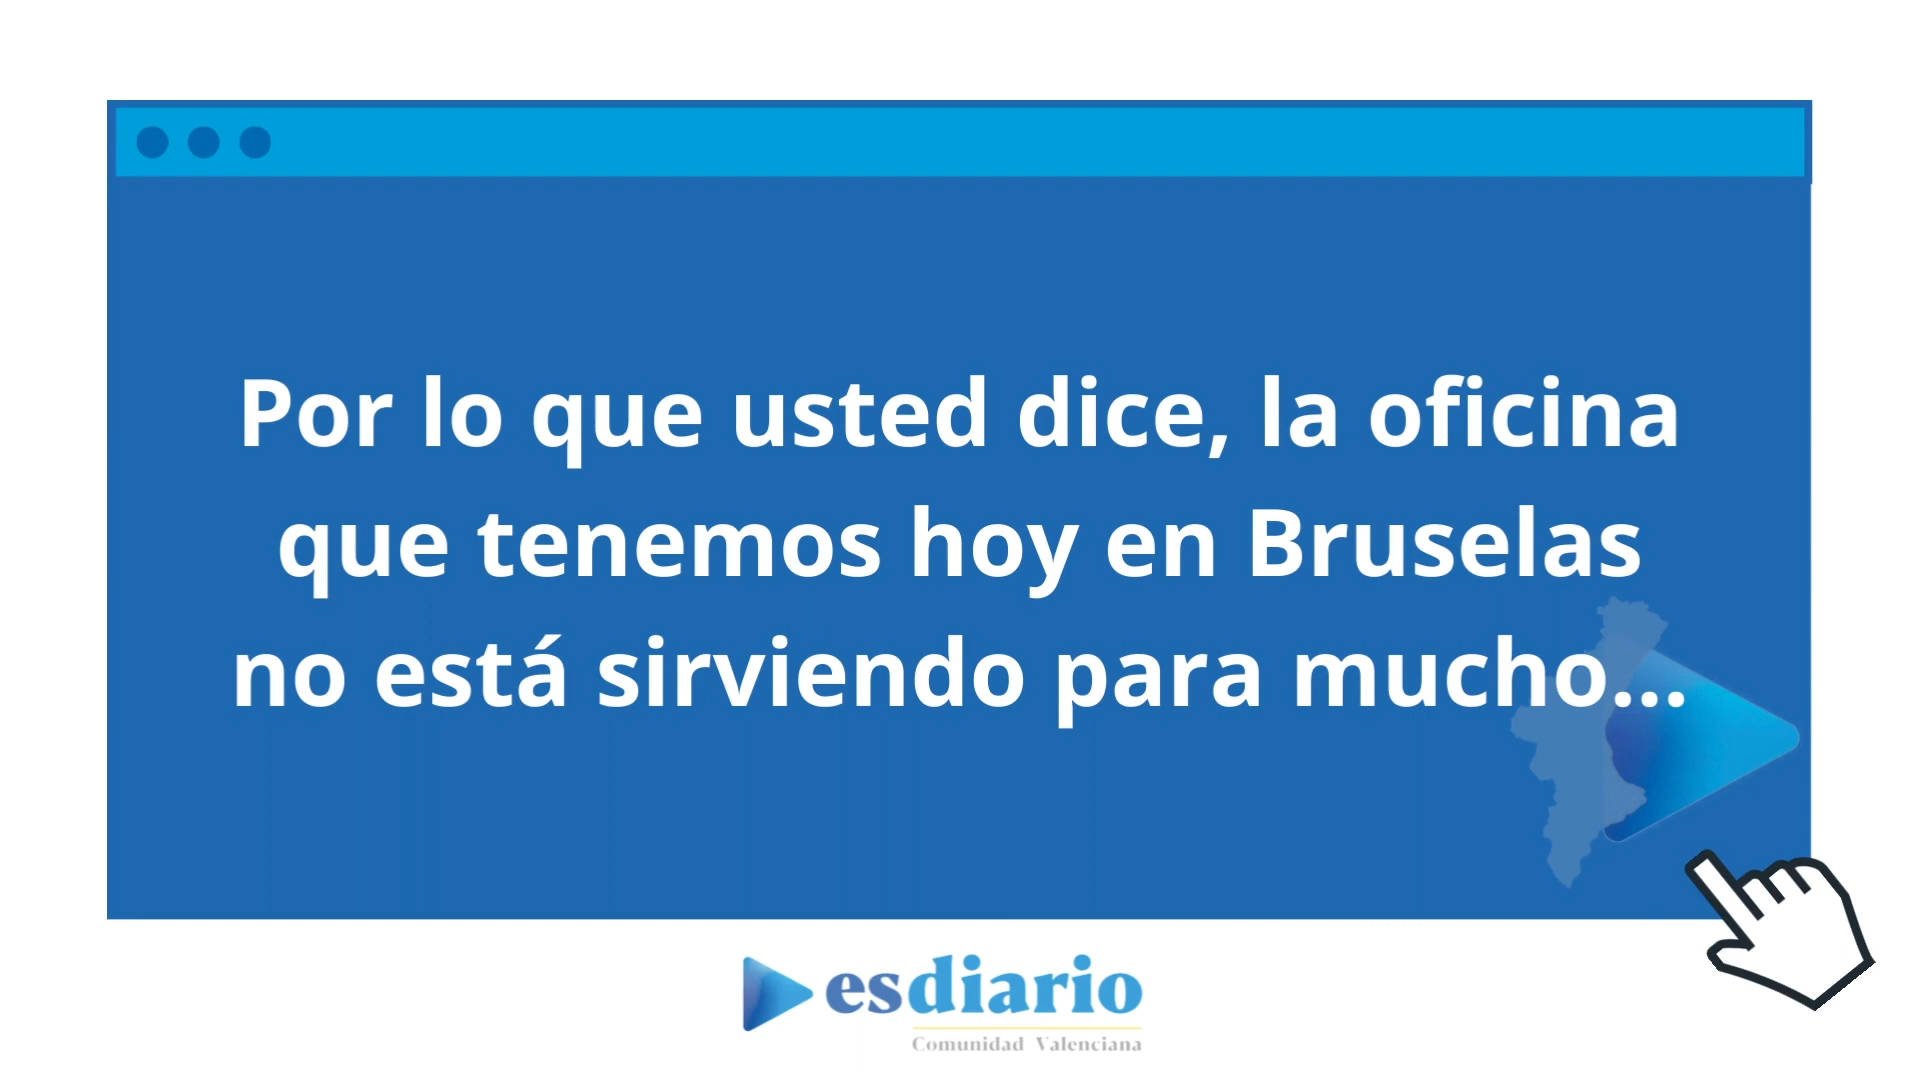 Por lo que usted dice, la oficina
que tenemos hoy en Bruselas
no está sirviendo para mucho...
esdiario
Comunidad Valenciana